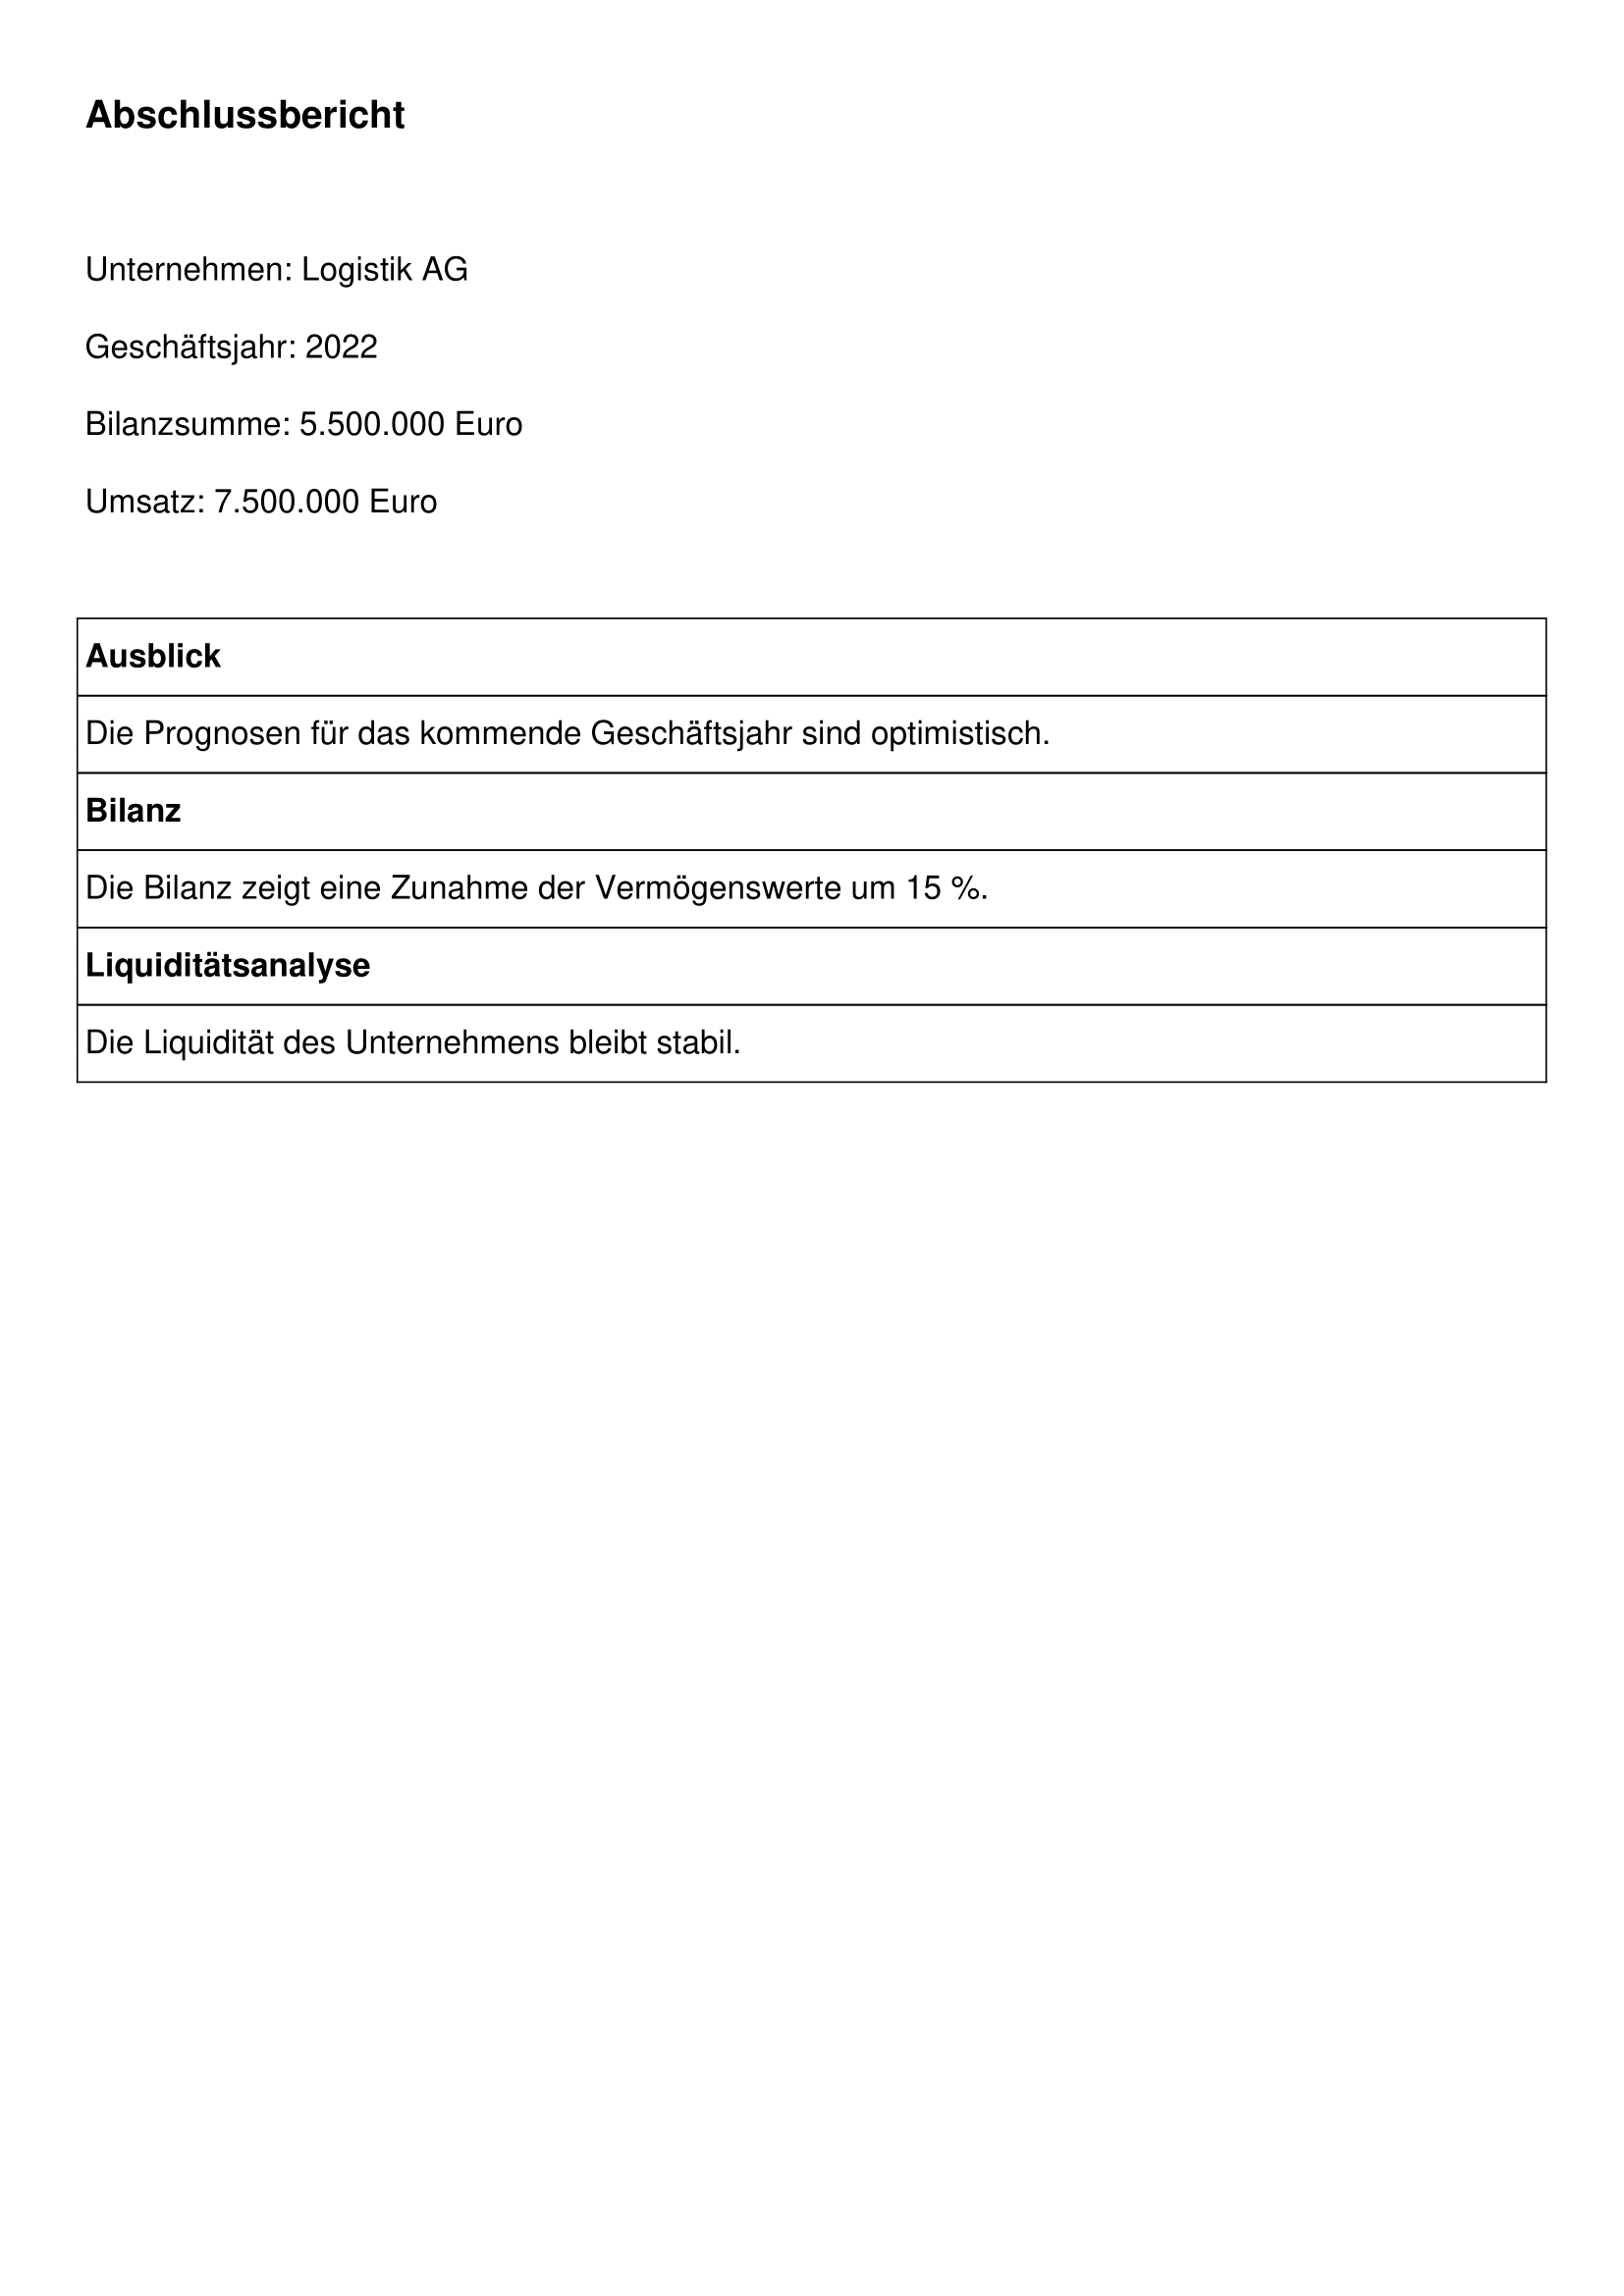 Abschlussbericht
Unternehmen: Logistik AG
Geschäftsjahr: 2022
Bilanzsumme: 5.500.000 Euro
Umsatz: 7.500.000 Euro
Ausblick
Die Prognosen für das kommende Geschäftsjahr sind optimistisch.
Bilanz
Die Bilanz zeigt eine Zunahme der Vermögenswerte um 15 %.
Liquiditätsanalyse
Die Liquidität des Unternehmens bleibt stabil.